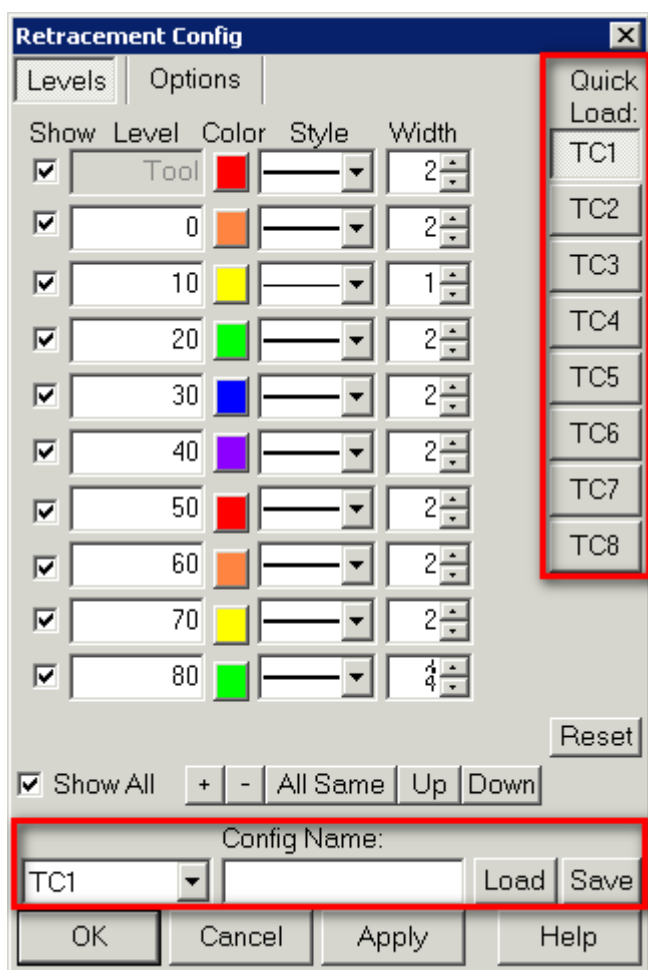 Retracement Config
Levels Options
Quick Load:
Show Level Color Style Width
Tool 2
0 2
10 1
20 2
30 2
40 2
50 2
60 2
70 2
80
TC1
TC2
TC3
TC4
TC5
TC6
TC7
TC8
Reset
Show All + - All Same Up Down
Config Name:
TC1 Load Save
OK Cancel Apply Help